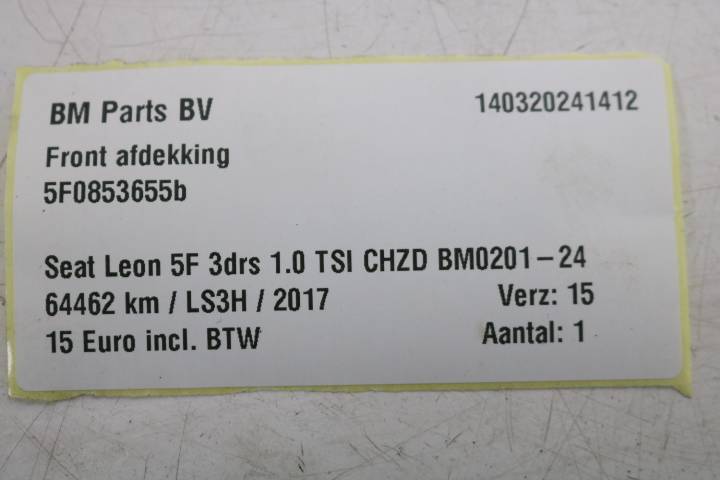 BM Parts BV 140320241412
Front afdekking
5F0853655b
Seat Leon 5F 3drs 1.0 TSI CHZD BM0201-24
64462 km / LS3H / 2017 Verz: 15
15 Euro incl. BTW Aantal: 1